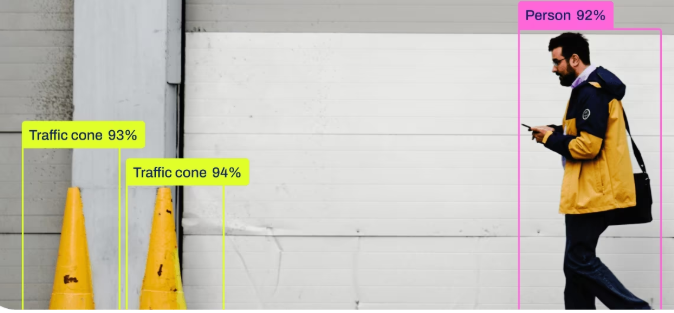 Person 92%
Traffic cone 93%
Traffic cone 94%